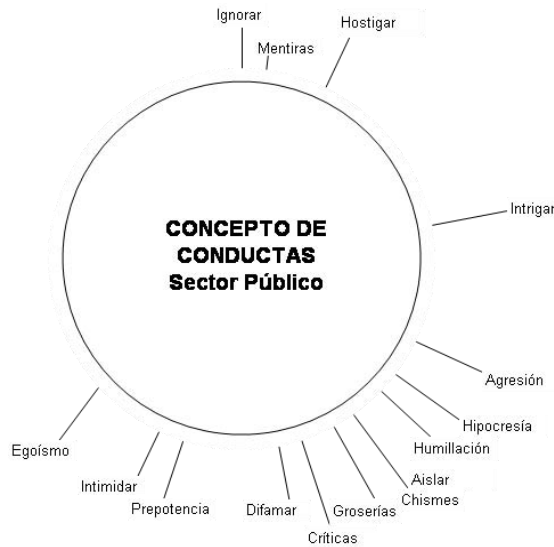 Ignorar
Mentiras
Hostigar
Intrigar
CONCEPTO DE
CONDUCTAS
Sector Público
Agresión
Hipocresía
Humillación
Aislar
Chismes
Groserías
Críticas
Difamar
Prepotencia
Intimidar
Egoísmo